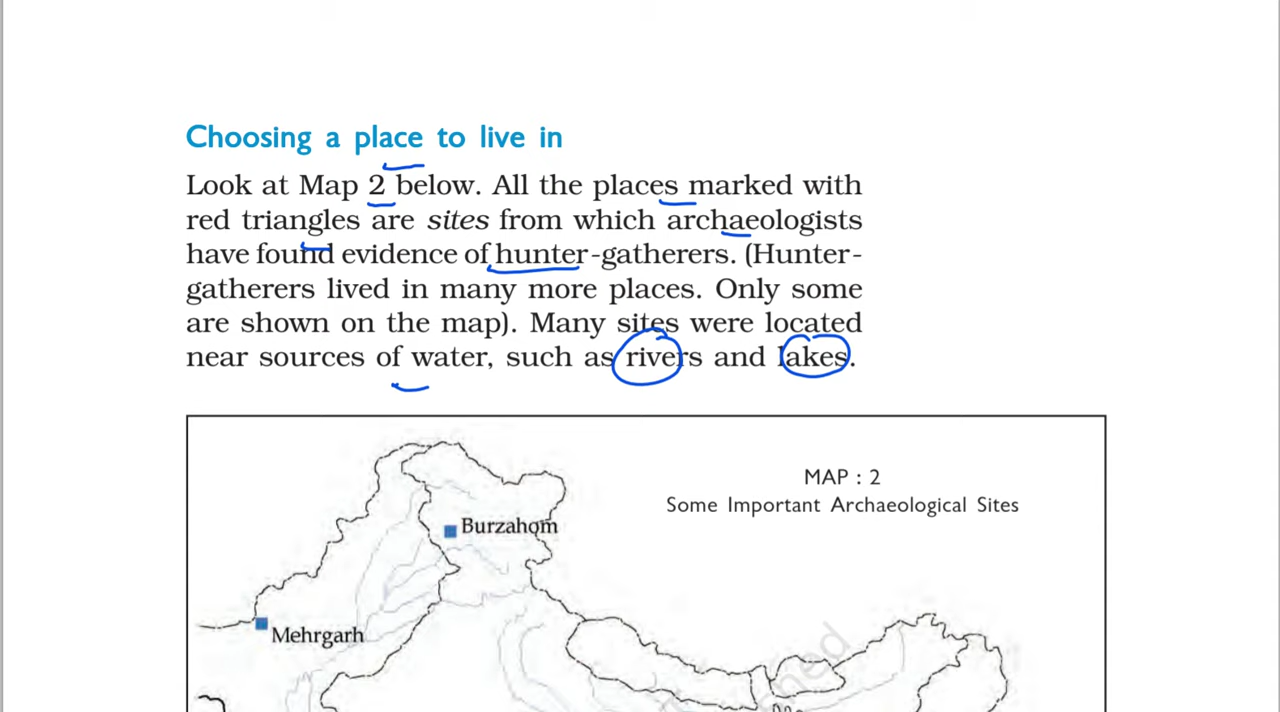 Choosing a place to live in
Look at Map 2 below. All the places marked with
red triangles are sites from which archaeologists
have found evidence of hunter-gatherers. (Hunter-
gatherers lived in many more places. Only some
are shown on the map). Many sites were located
near sources of water, such as rivers and lakes.
MAP : 2
Some Important Archaeological Sites
Burzahom
Mehrgarh